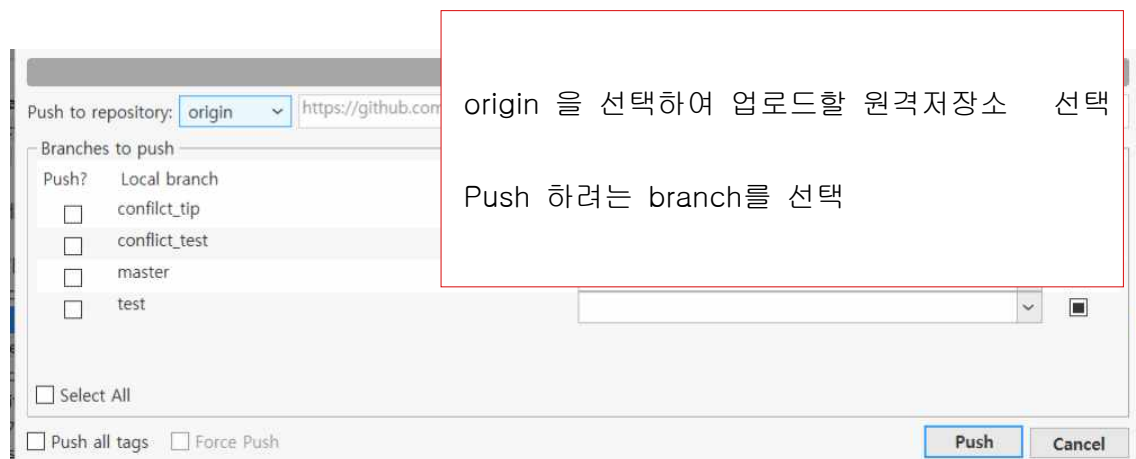 origin 을 선택하여 업로드할 원격저장소 선택
Push 하려는 branch를 선택
Push to repository: origin https://github.com
Branches to push
Push? Local branch
confilct_tip
conflict_test
master
test
Select All
Push all tags Force Push Push Cancel